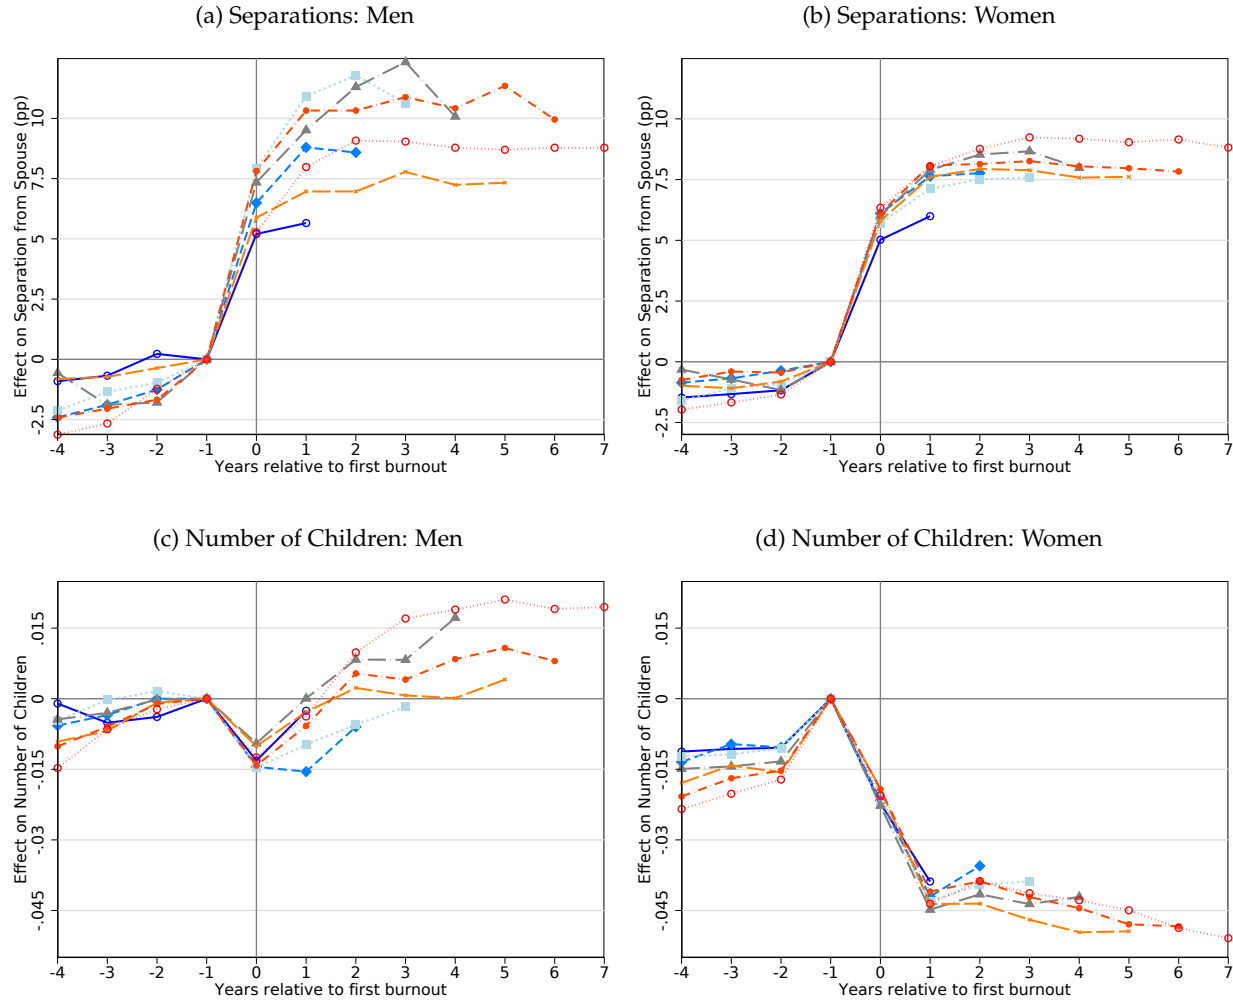 (a) Separations: Men
(b) Separations: Women
Effect on Separation from Spouse (pp)
10
7.5
5
2.5
0
-2.5
-4 -3 -2 -1 0 1 2 3 4 5 6 7
Years relative to first burnout
Effect on Separation from Spouse (pp)
10
7.5
5
2.5
0
-2.5
-4 -3 -2 -1 0 1 2 3 4 5 6 7
Years relative to first burnout
(c) Number of Children: Men
(d) Number of Children: Women
Effect on Number of Children
.015
0
-.015
-.03
-.045
-4 -3 -2 -1 0 1 2 3 4 5 6 7
Years relative to first burnout
Effect on Number of Children
.015
0
-.015
-.03
-.045
-4 -3 -2 -1 0 1 2 3 4 5 6 7
Years relative to first burnout